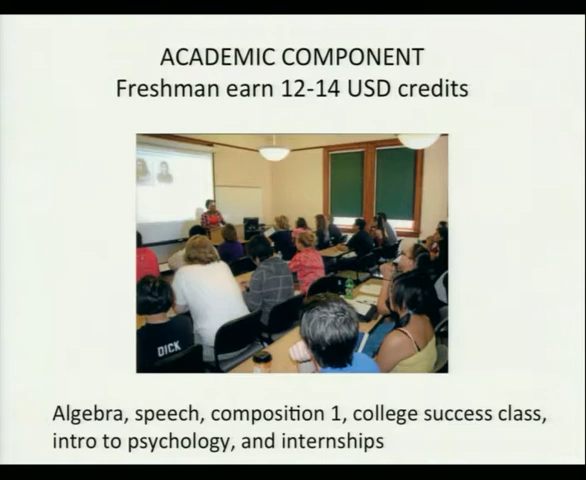 ACADEMIC COMPONENT
Freshman earn 12-14 USD credits
DICK
Algebra, speech, composition 1, college success class,
intro to psychology, and internships